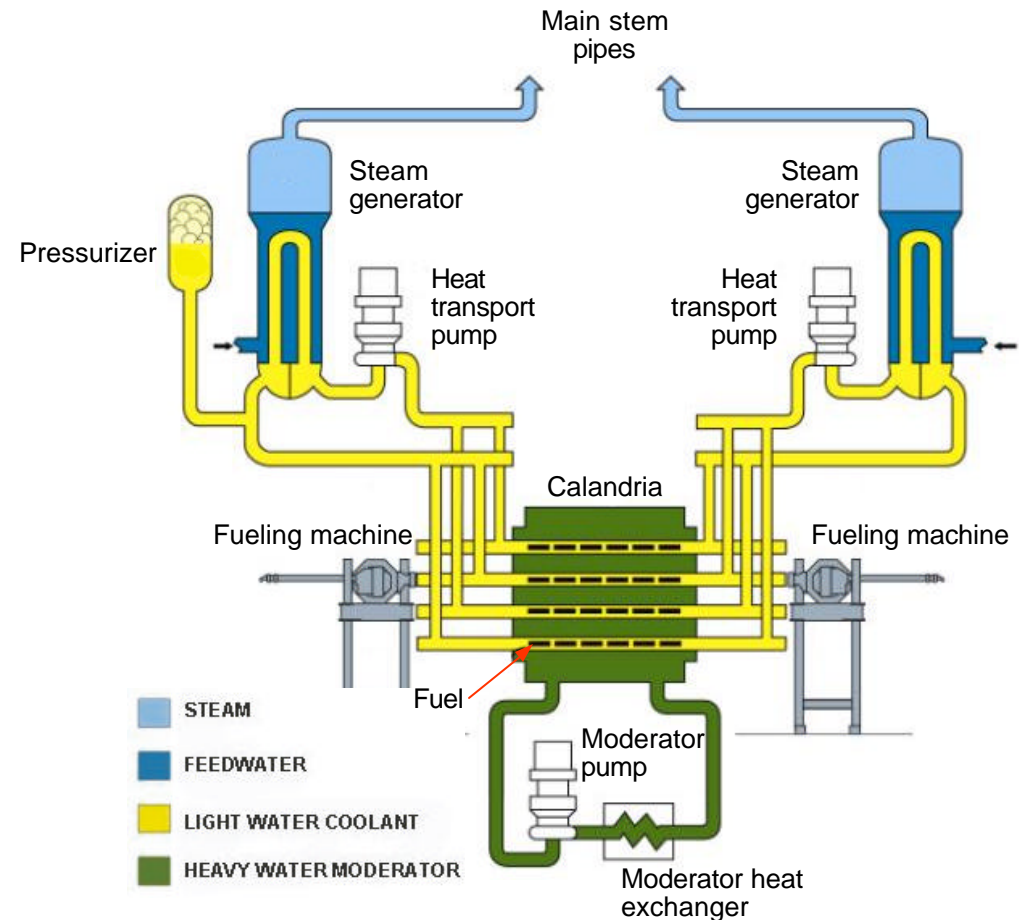 Main stem
pipes
Steam
generator
Steam
generator
Pressurizer
Heat
transport
pump
Heat
transport
pump
Calandria
Fueling machine
Fueling machine
Fuel
STEAM
FEEDWATER
LIGHT WATER COOLANT
HEAVY WATER MODERATOR
Moderator
pump
Moderator heat
exchanger